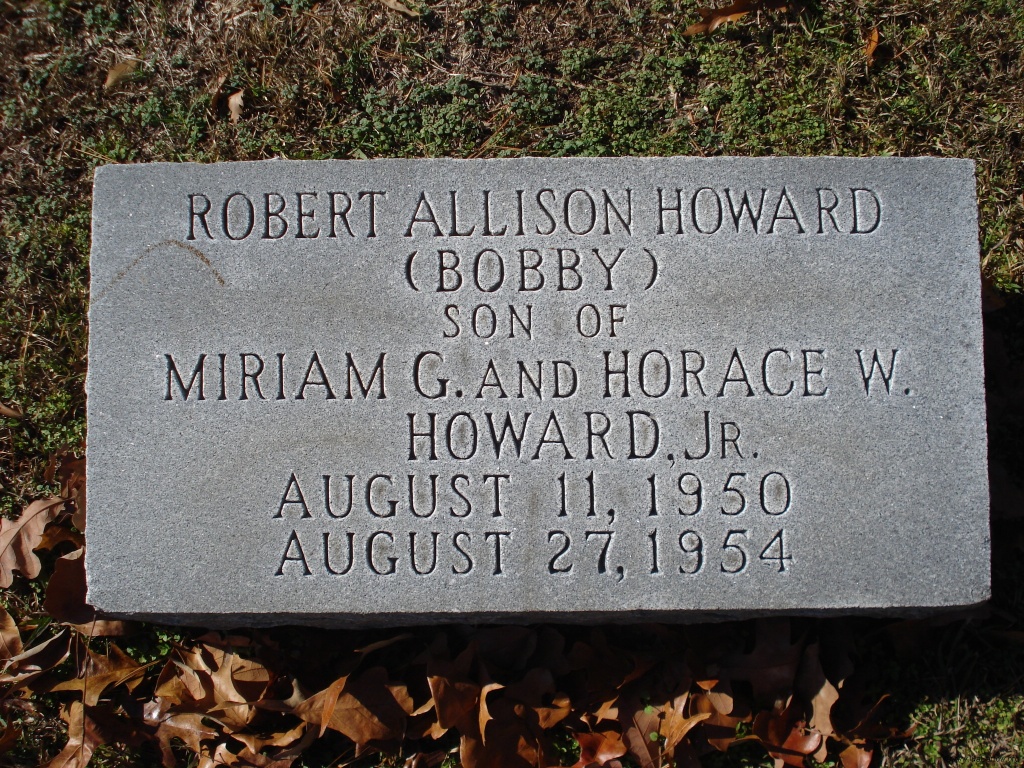 ROBERT ALLISON HOWARD
(BOBBY)
SON OF
MIRIAM G. AND HORACE W.
HOWARD, JR.
AUGUST 11, 1950
AUGUST 27, 1954